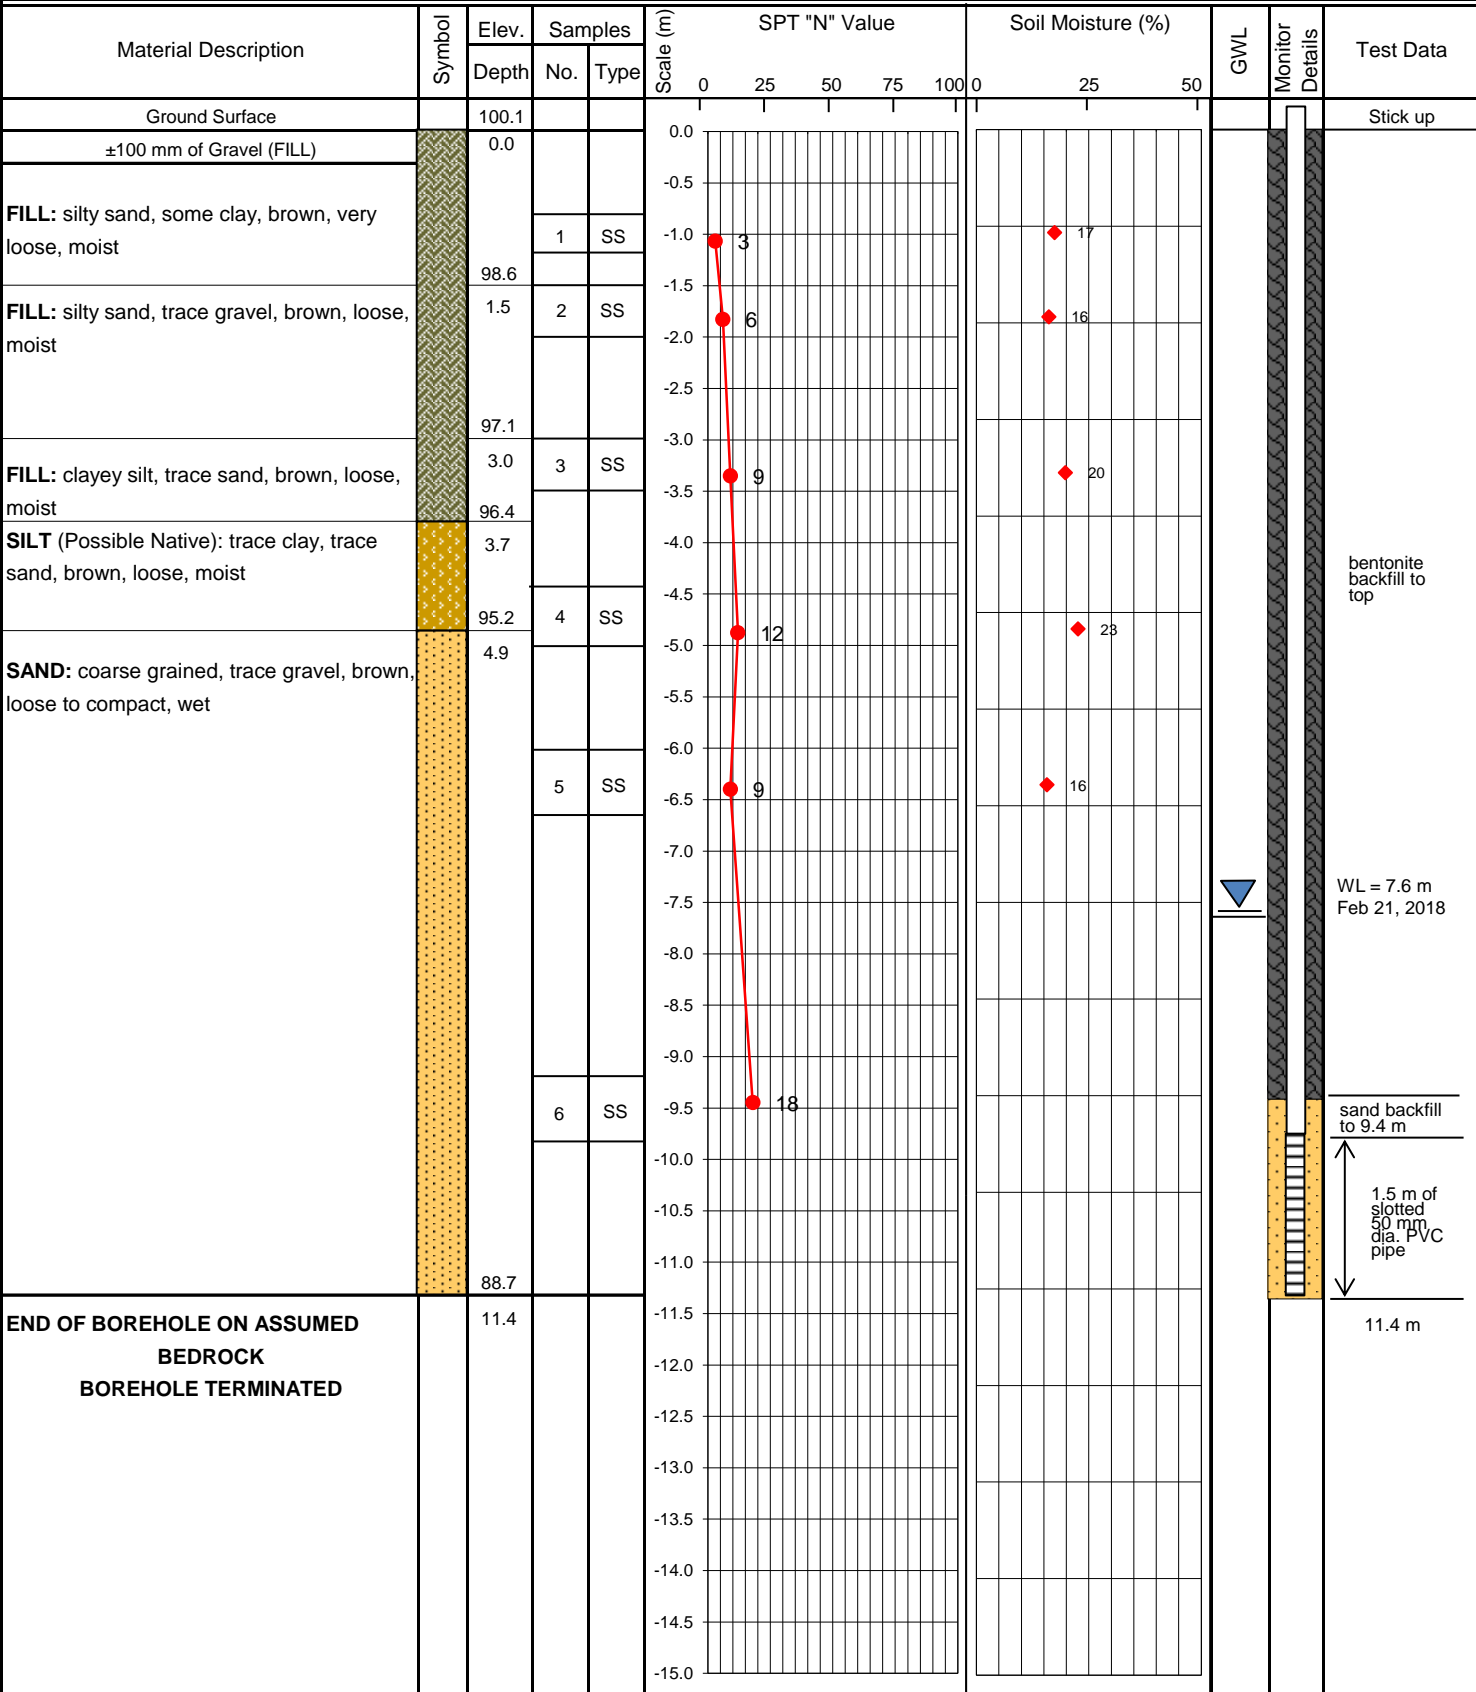 Material Description
Symbol
Elev.
Depth
Samples
No.
Type
Scale (m)
SPT "N" Value
0 25 50 75 100
Soil Moisture (%)
0 25 50
GWL
Monitor
Details
Test Data
Ground Surface
100.1
Stick up
±100 mm of Gravel (FILL)
0.0
FILL: silty sand, some clay, brown, very
loose, moist
98.6
1 SS
FILL: silty sand, trace gravel, brown, loose,
moist
1.5
97.1
2 SS
FILL: clayey silt, trace sand, brown, loose,
moist
3.0
96.4
3 SS
SILT (Possible Native): trace clay, trace
sand, brown, loose, moist
3.7
95.2
4 SS
SAND: coarse grained, trace gravel, brown,
loose to compact, wet
4.9
5 SS
6 SS
88.7
END OF BOREHOLE ON ASSUMED
BEDROCK
BOREHOLE TERMINATED
11.4
0.0
-0.5
-1.0
-1.5
-2.0
-2.5
-3.0
-3.5
-4.0
-4.5
-5.0
-5.5
-6.0
-6.5
-7.0
-7.5
-8.0
-8.5
-9.0
-9.5
-10.0
-10.5
-11.0
-11.5
-12.0
-12.5
-13.0
-13.5
-14.0
-14.5
-15.0
3
6
9
12
9
18
17
16
20
23
16
bentonite
backfill to
top
WL = 7.6 m
Feb 21, 2018
sand backfill
to 9.4 m
1.5 m of
slotted
50 mm
dia. PVC
pipe
11.4 m